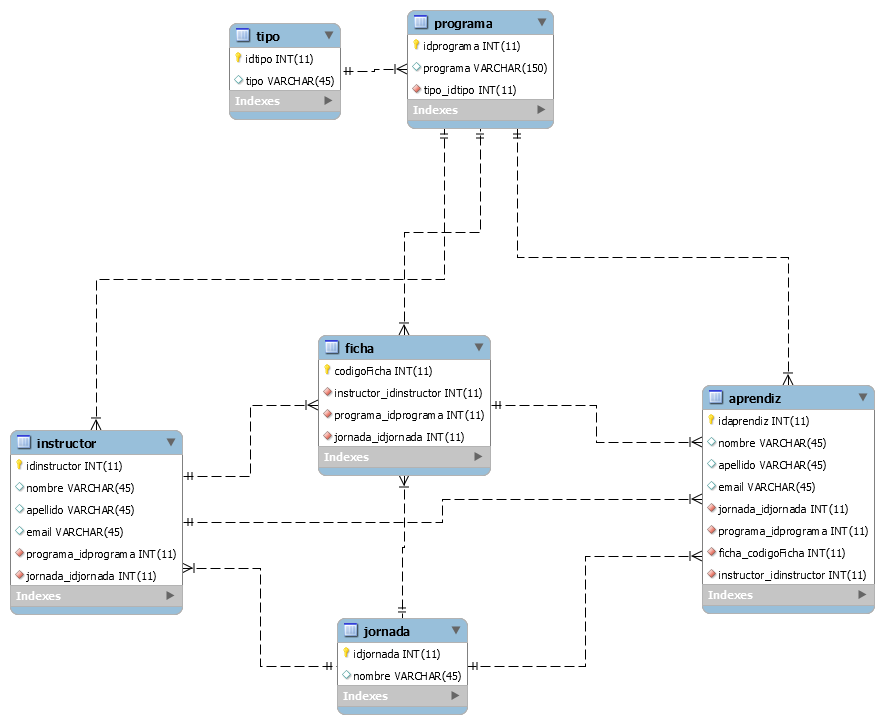 tipo
idtipo INT(11)
tipo VARCHAR(45)
Indexes
programa
idprograma INT(11)
programa VARCHAR(150)
tipo_idtipo INT(11)
Indexes
ficha
codigoFicha INT(11)
instructor_idinstructor INT(11)
programa_idprograma INT(11)
jornada_idjornada INT(11)
Indexes
aprendiz
idaprendiz INT(11)
nombre VARCHAR(45)
apellido VARCHAR(45)
email VARCHAR(45)
jornada_idjornada INT(11)
programa_idprograma INT(11)
ficha_codigoFicha INT(11)
instructor_idinstructor INT(11)
Indexes
instructor
idinstructor INT(11)
nombre VARCHAR(45)
apellido VARCHAR(45)
email VARCHAR(45)
programa_idprograma INT(11)
jornada_idjornada INT(11)
Indexes
jornada
idjornada INT(11)
nombre VARCHAR(45)
Indexes